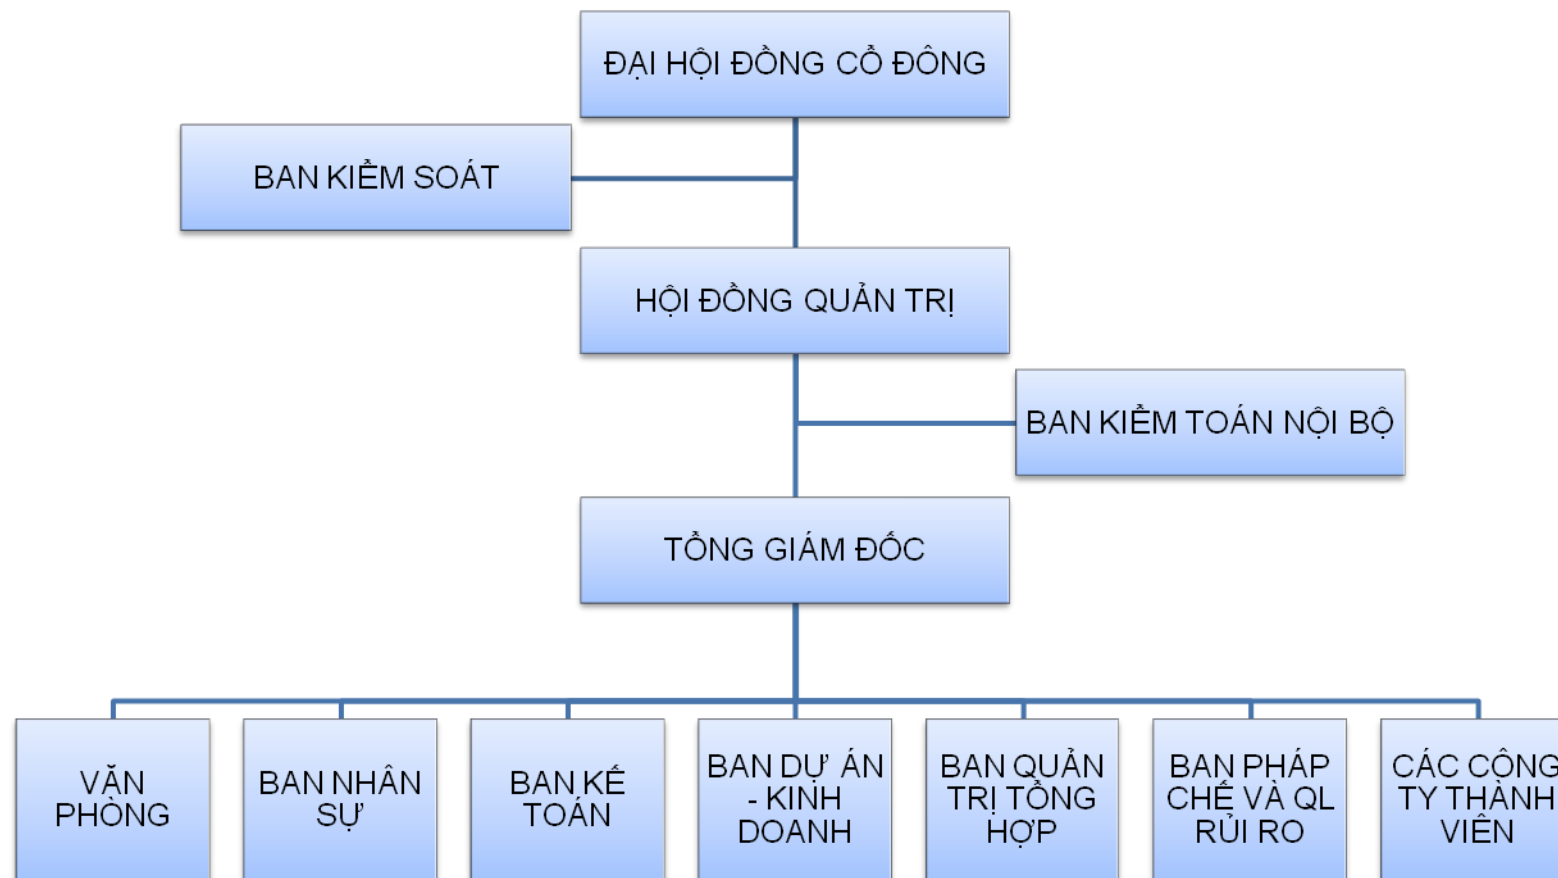 ĐẠI HỘI ĐỒNG CỔ ĐÔNG
BAN KIỂM SOÁT
HỘI ĐỒNG QUẢN TRỊ
BAN KIỂM TOÁN NỘI BỘ
TỔNG GIÁM ĐỐC
VĂN
PHÒNG
BAN NHÂN
SỰ
BAN KẾ
TOÁN
BAN DỰ ÁN
- KINH
DOANH
BAN QUẢN
TRỊ TỔNG
HỢP
BAN PHÁP
CHẾ VÀ QL
RỦI RO
CÁC CÔNG
TY THÀNH
VIÊN